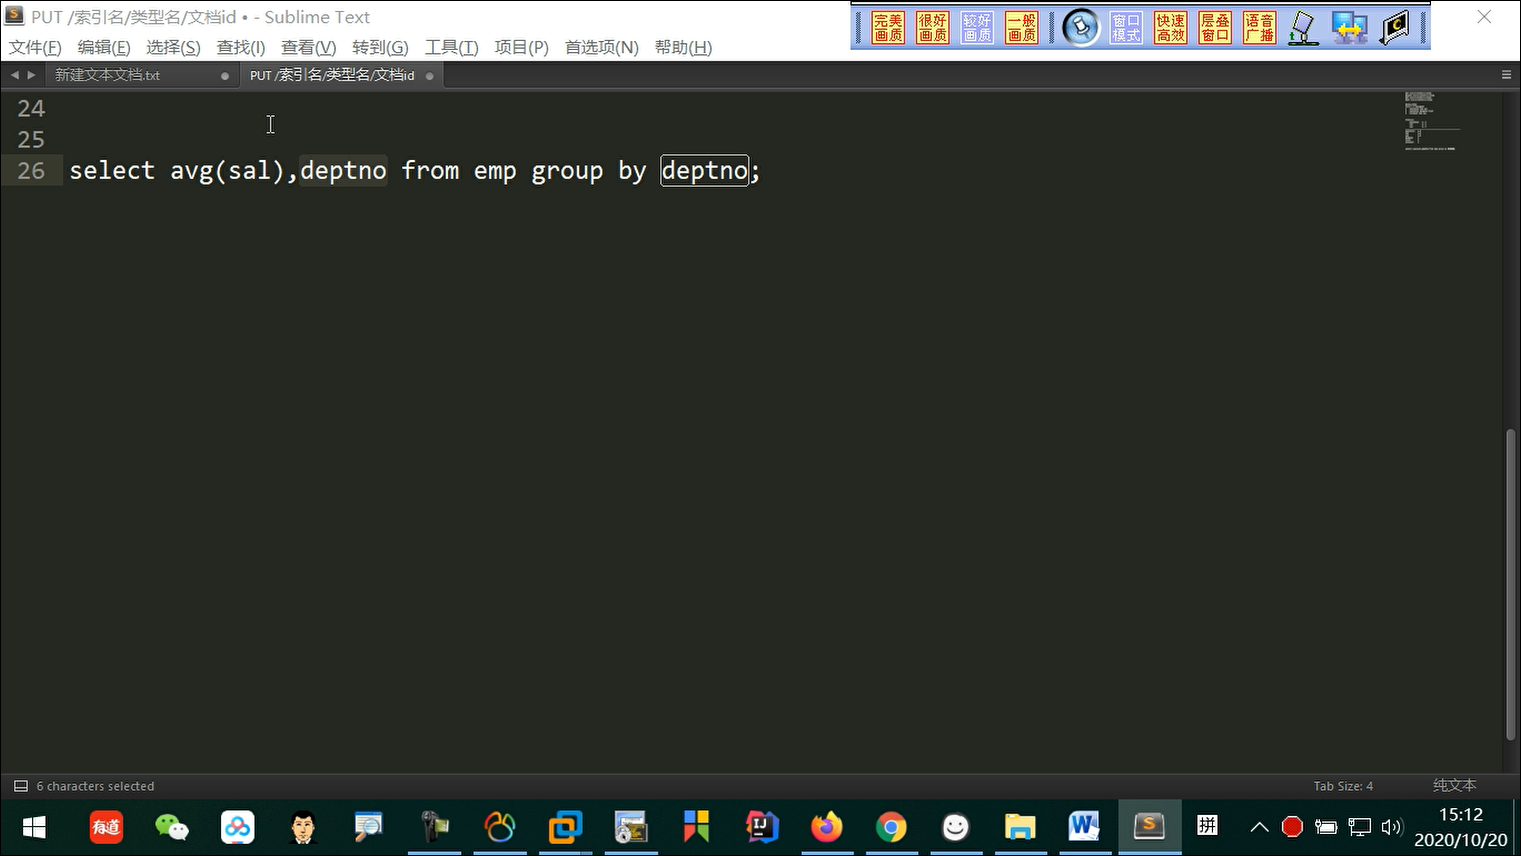 PUT /索引名/类型名/文档id • - Sublime Text
完美画质 很好画质 较好画质 一般画质 窗口模式 快速高效 层叠窗口 语音广播
文件(F) 编辑(E) 选择(S) 查找(I) 查看(V) 转到(G) 工具(T) 项目(P) 首选项(N) 帮助(H)
新建文本文档.txt PUT /索引名/类型名/文档id
24
25
26 select avg(sal),deptno from emp group by deptno;
6 characters selected Tab Size: 4 纯文本
有道 IJ W S 拼 15:12
2020/10/20